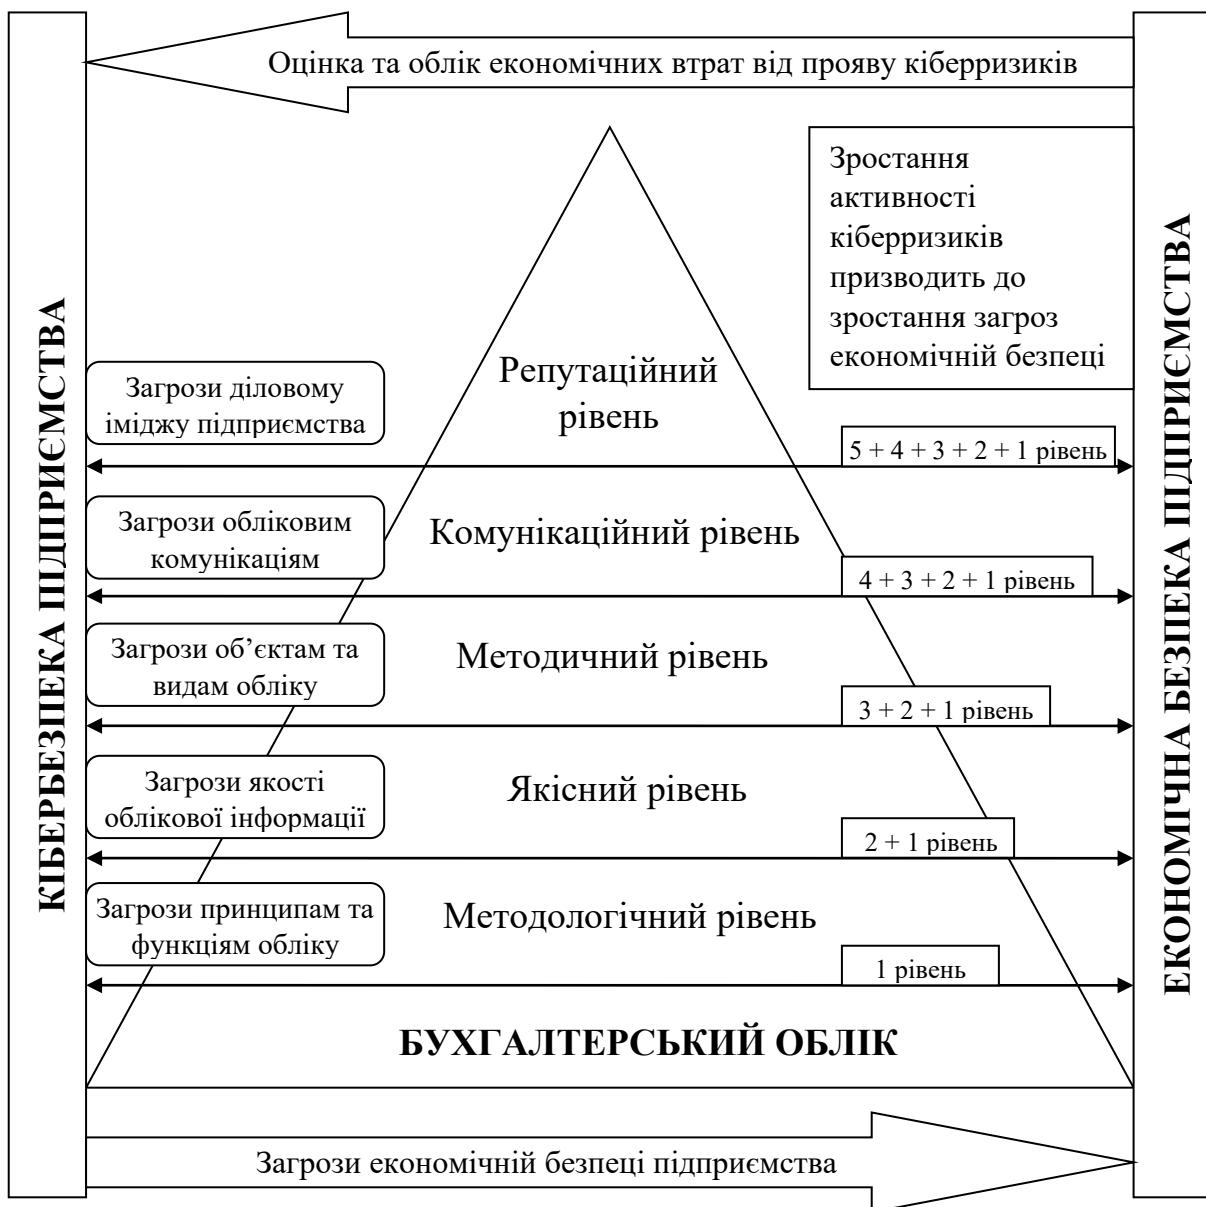 Оцінка та облік економічних втрат від прояву кіберризиків
КІБЕРБЕЗПЕКА ПІДПРИЄМСТВА
ЕКОНОМІЧНА БЕЗПЕКА ПІДПРИЄМСТВА
Зростання
активності
кіберризиків
призводить до
зростання загроз
економічній безпеці
Репутаційний
рівень
Загрози діловому
іміджу підприємства
5 + 4 + 3 + 2 + 1 рівень
Загрози обліковим
комунікаціям
Комунікаційний рівень
4 + 3 + 2 + 1 рівень
Загрози об’єктам та
видам обліку
Методичний рівень
3 + 2 + 1 рівень
Загрози якості
облікової інформації
Якісний рівень
2 + 1 рівень
Загрози принципам та
функціям обліку
Методологічний рівень
1 рівень
БУХГАЛТЕРСЬКИЙ ОБЛІК
Загрози економічній безпеці підприємства